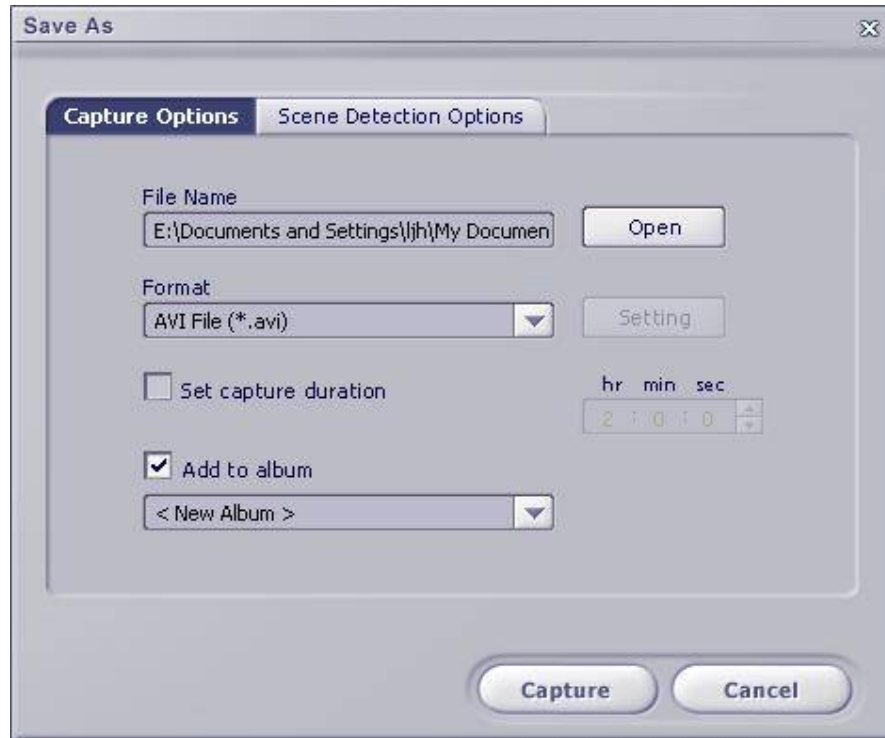 Save As
Capture Options
Scene Detection Options
File Name
E:\Documents and Settings\ljh\My Documen
Open
Format
AVI File (*.avi)
Setting
Set capture duration
hr min sec
2 : 0 : 0
Add to album
< New Album >
Capture
Cancel